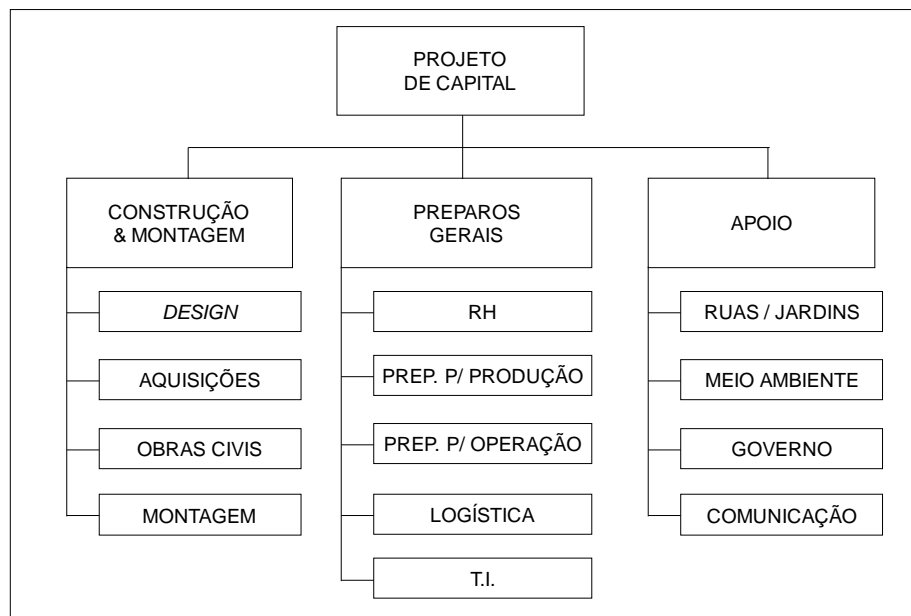 PROJETO
DE CAPITAL
CONSTRUÇÃO
& MONTAGEM
DESIGN
AQUISIÇÕES
OBRAS CIVIS
MONTAGEM
PREPAROS
GERAIS
RH
PREP. P/ PRODUÇÃO
PREP. P/ OPERAÇÃO
LOGÍSTICA
T.I.
APOIO
RUAS / JARDINS
MEIO AMBIENTE
GOVERNO
COMUNICAÇÃO